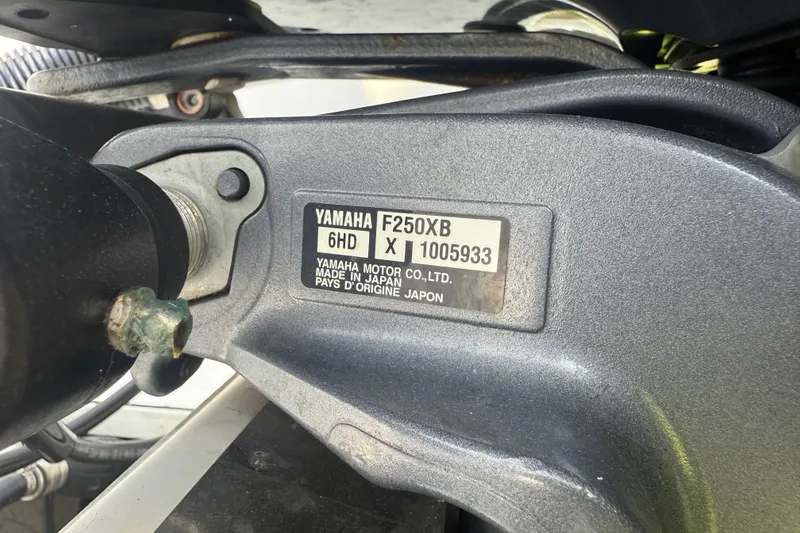 YAMAHA F250XB
6HD X 1005933
YAMAHA MOTOR CO.,LTD.
MADE IN JAPAN
PAYS D'ORIGINE JAPON